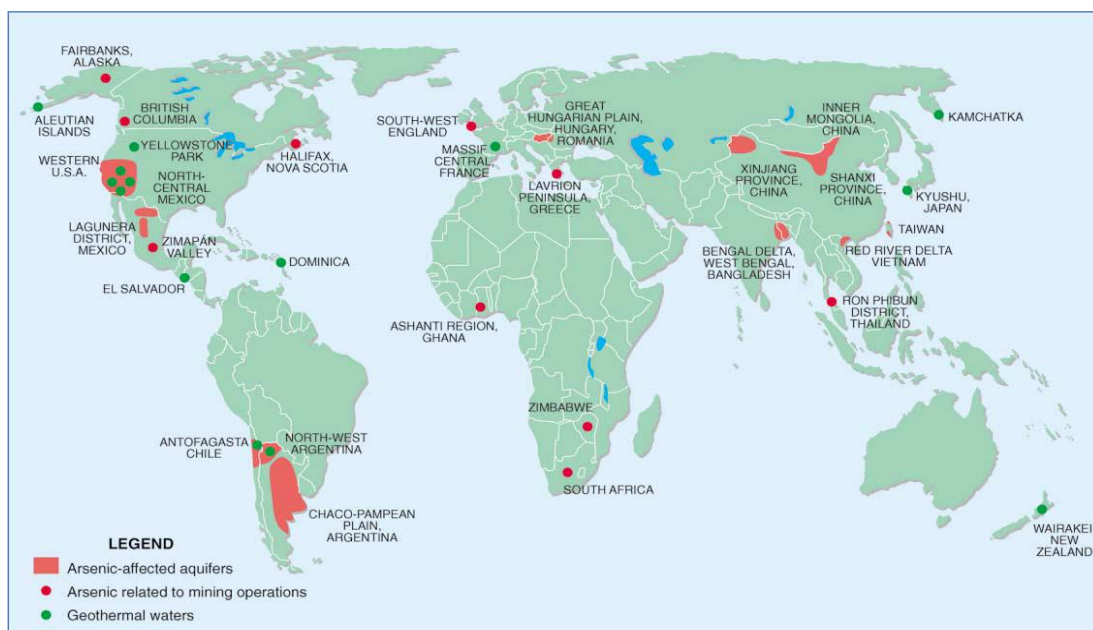 FAIRBANKS,
ALASKA
ALEUTIAN
ISLANDS
BRITISH
COLUMBIA
YELLOWSTONE
PARK
HALIFAX,
NOVA SCOTIA
WESTERN
U.S.A.
NORTH-
CENTRAL
MEXICO
LAGUNERA
DISTRICT,
MEXICO
ZIMAPÁN
VALLEY
DOMINICA
EL SALVADOR
SOUTH-WEST
ENGLAND
MASSIF
CENTRAL,
FRANCE
GREAT
HUNGARIAN PLAIN,
HUNGARY,
ROMANIA
LAVRION
PENINSULA,
GREECE
INNER
MONGOLIA,
CHINA
KAMCHATKA
XINJIANG
PROVINCE,
CHINA
SHANXI
PROVINCE,
CHINA
KYUSHU,
JAPAN
TAIWAN
BENGAL DELTA,
WEST BENGAL,
BANGLADESH
RED RIVER DELTA
VIETNAM
RON PHIBUN
DISTRICT,
THAILAND
ASHANTI REGION,
GHANA
ZIMBABWE
SOUTH AFRICA
ANTOFAGASTA
CHILE
NORTH-WEST
ARGENTINA
CHACO-PAMPEAN
PLAIN,
ARGENTINA
WAIRAKEI
NEW
ZEALAND
LEGEND
Arsenic-affected aquifers
Arsenic related to mining operations
Geothermal waters